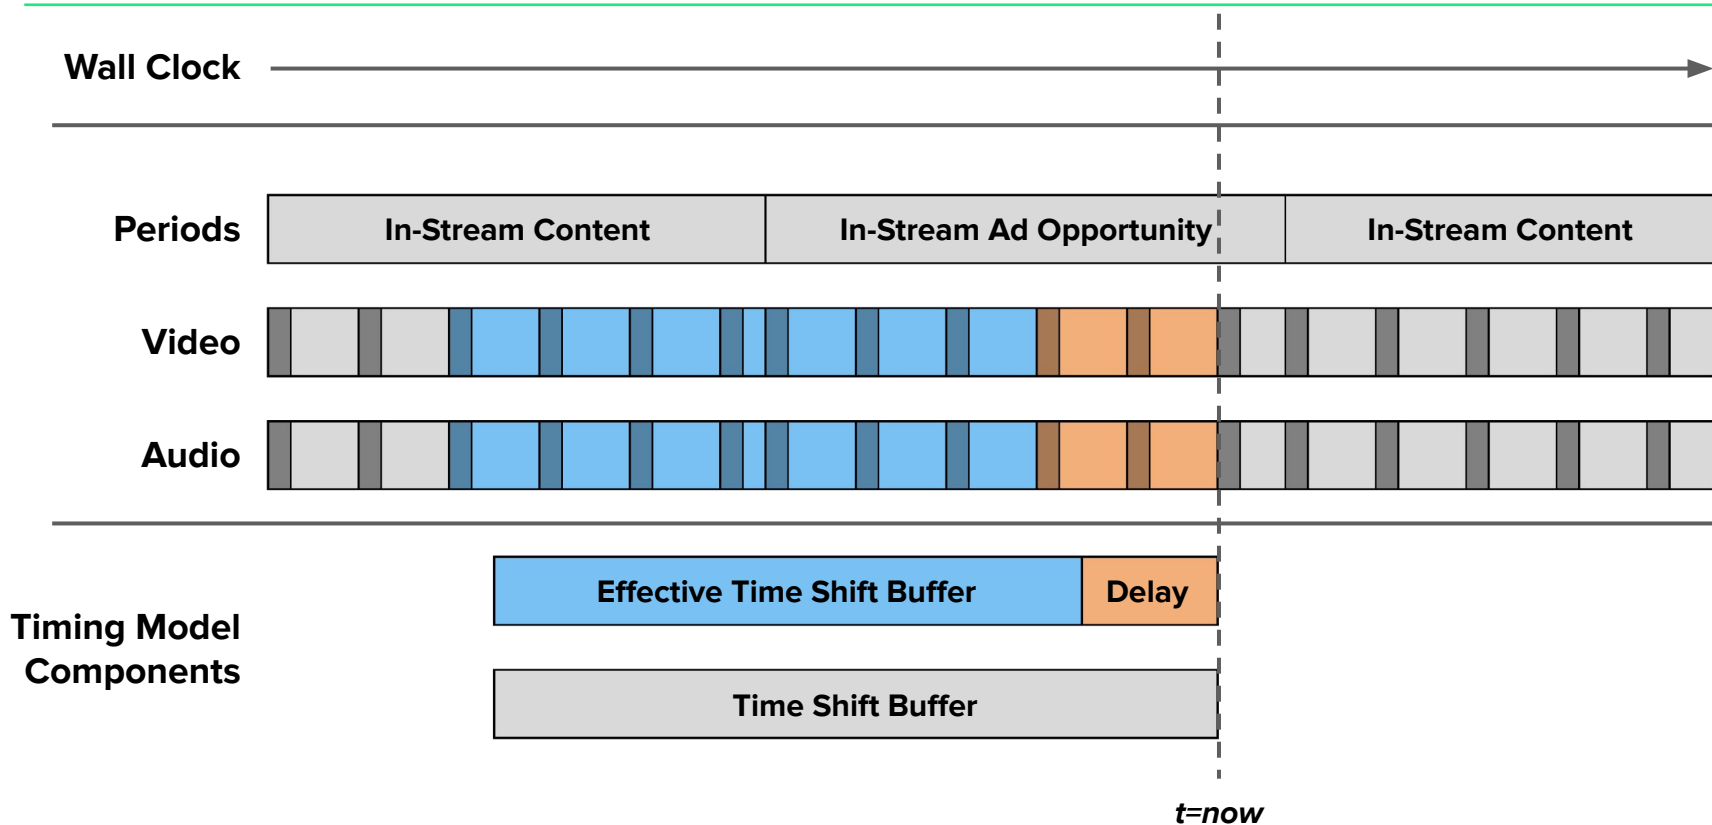 Wall Clock
Periods
In-Stream Content
In-Stream Ad Opportunity
In-Stream Content
Video
Audio
Timing Model
Components
Effective Time Shift Buffer
Delay
Time Shift Buffer
t=now